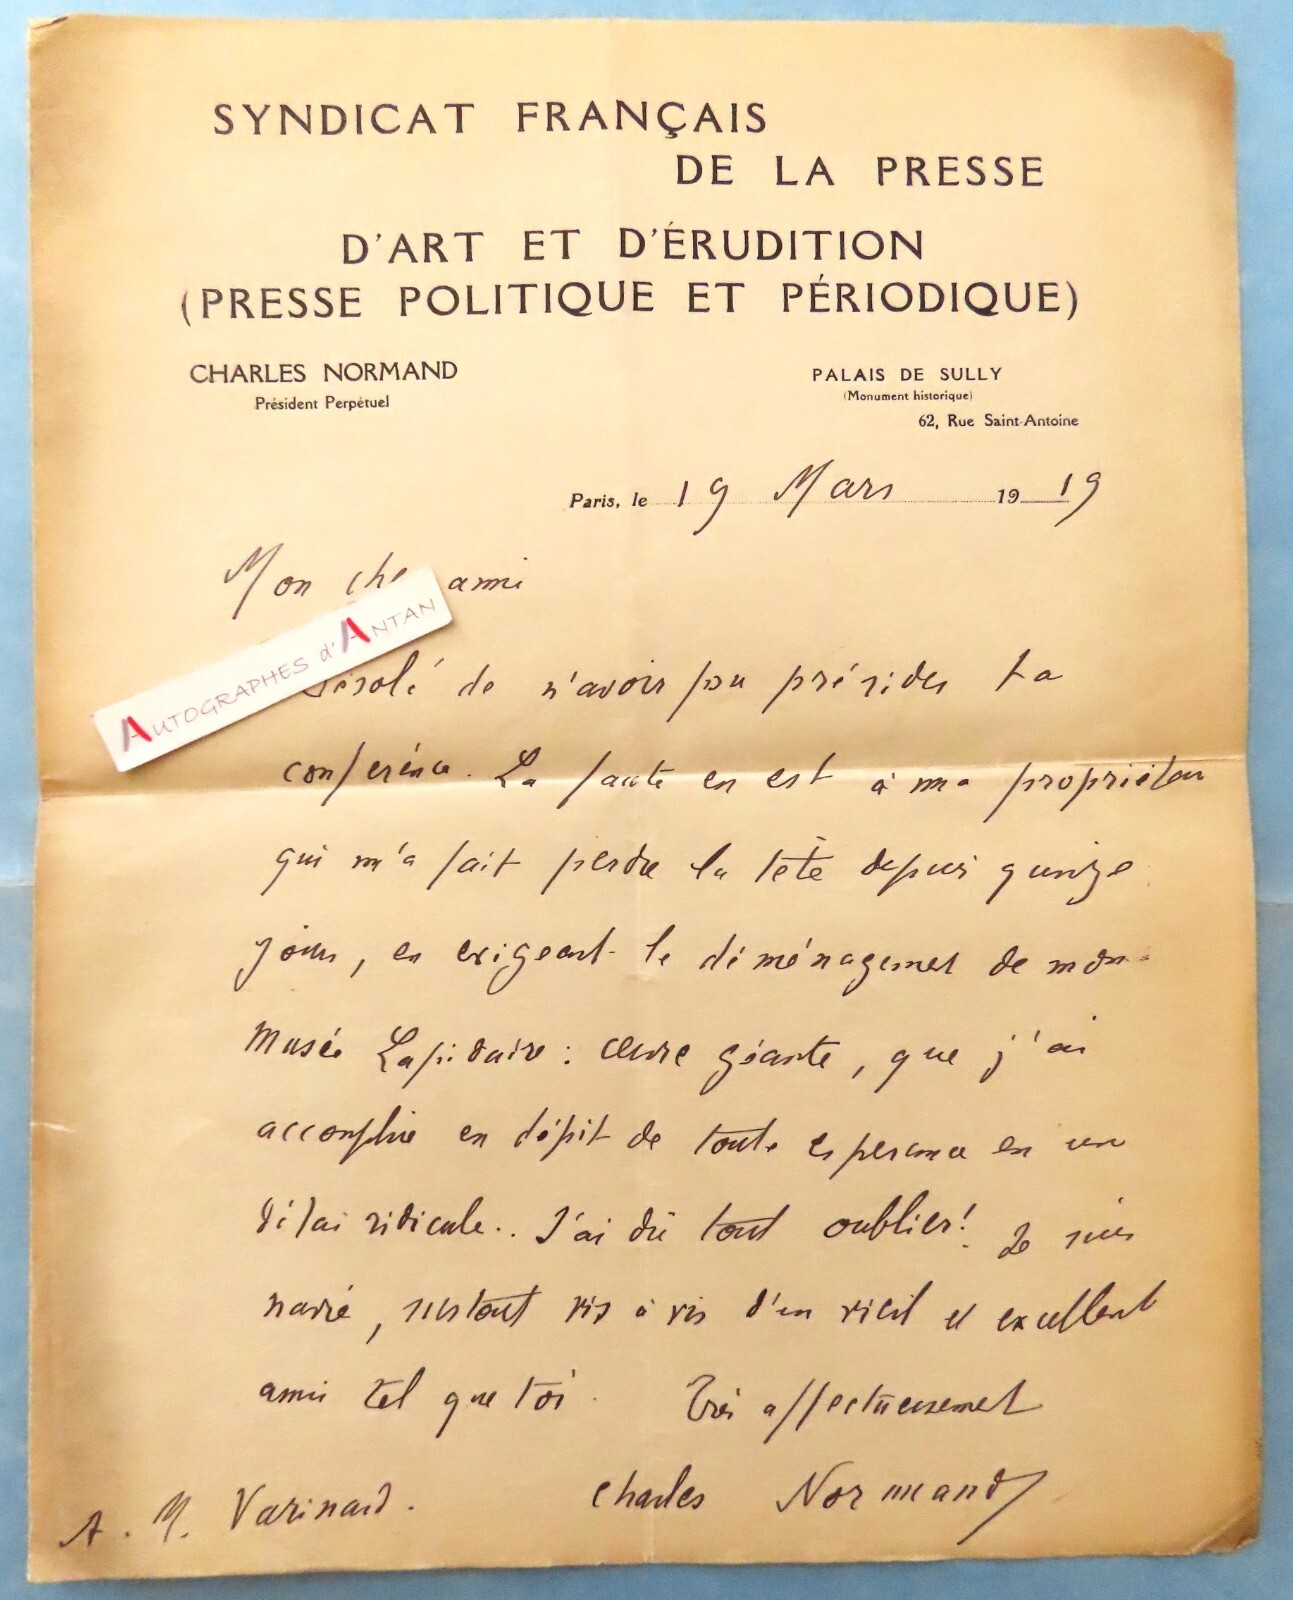 SYNDICAT FRANÇAIS
DE LA PRESSE
D'ART ET D'ÉRUDITION
(PRESSE POLITIQUE ET PÉRIODIQUE)
CHARLES NORMAND
Président Perpétuel
PALAIS DE SULLY
(Monument historique)
62, Rue Saint-Antoine
Paris, le 19 Mars 1919
Mon che ami
AUTOGRAPHES d'ANTAN
Désolé de n'avoir pu présider ta
conférence. La faute en est à ma propriétaire
qui m'a fait perdre la tête depuis quinze
jours, en exigeant le déménagement de mon
Musée Lapidaire : œuvre géante, que j'ai
accomplie en dépit de toute esperance en un
délai ridicule.. J'ai dû tout oublier! Je suis
navré, surtout vis à vis d'un vieil et excellent
ami tel que toi. Très affectueusement
Charles Normand
A. M. Varinard.